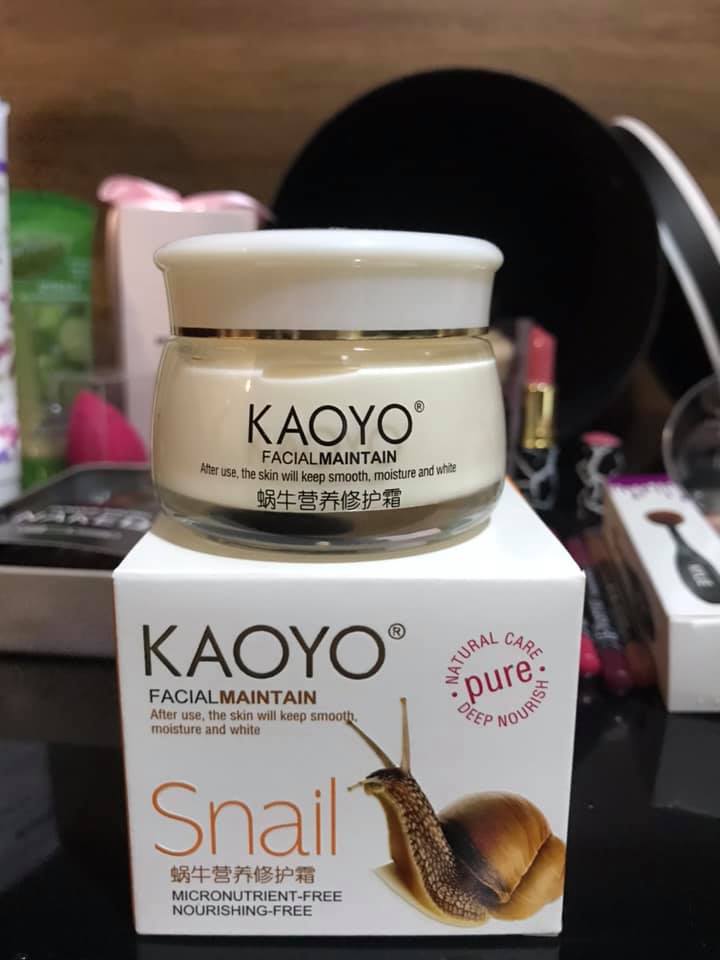 KAOYO®
FACIALMAINTAIN
After use, the skin will keep smooth, moisture and white
蜗牛营养修护霜
KAOYO®
FACIALMAINTAIN
After use, the skin will keep smooth,
moisture and white
NATURAL CARE
pure
DEEP NOURISH
Snail
蜗牛营养修护霜
MICRONUTRIENT-FREE
NOURISHING-FREE
NAKED